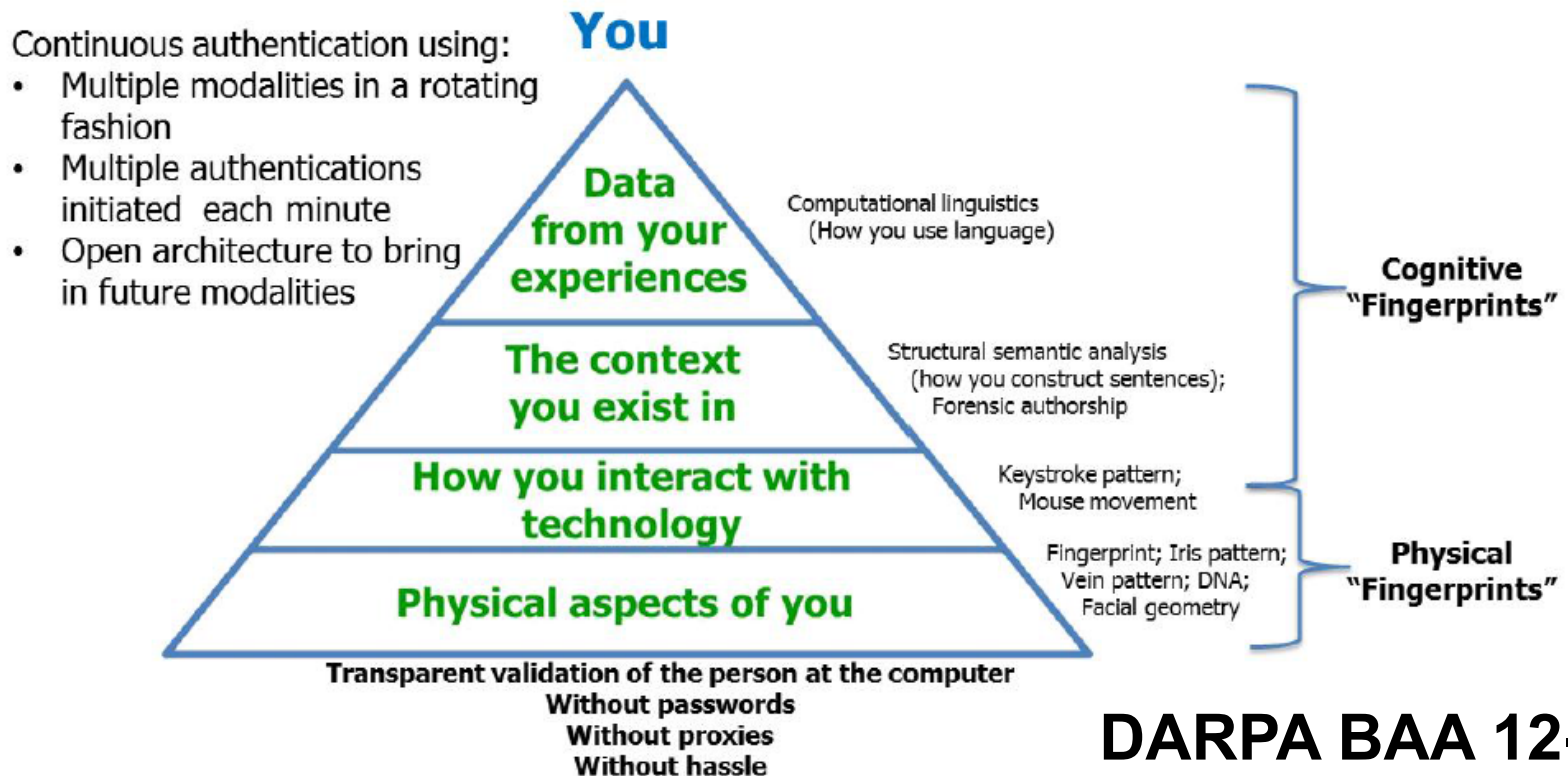 You
Continuous authentication using:
• Multiple modalities in a rotating
fashion
• Multiple authentications
initiated each minute
• Open architecture to bring
in future modalities
Data
from your
experiences
Computational linguistics
(How you use language)
Cognitive
“Fingerprints”
The context
you exist in
Structural semantic analysis
(how you construct sentences);
Forensic authorship
How you interact with
technology
Keystroke pattern;
Mouse movement
Physical aspects of you
Fingerprint; Iris pattern;
Vein pattern; DNA;
Facial geometry
Physical
“Fingerprints”
Transparent validation of the person at the computer
Without passwords
Without proxies
Without hassle
DARPA BAA 12-